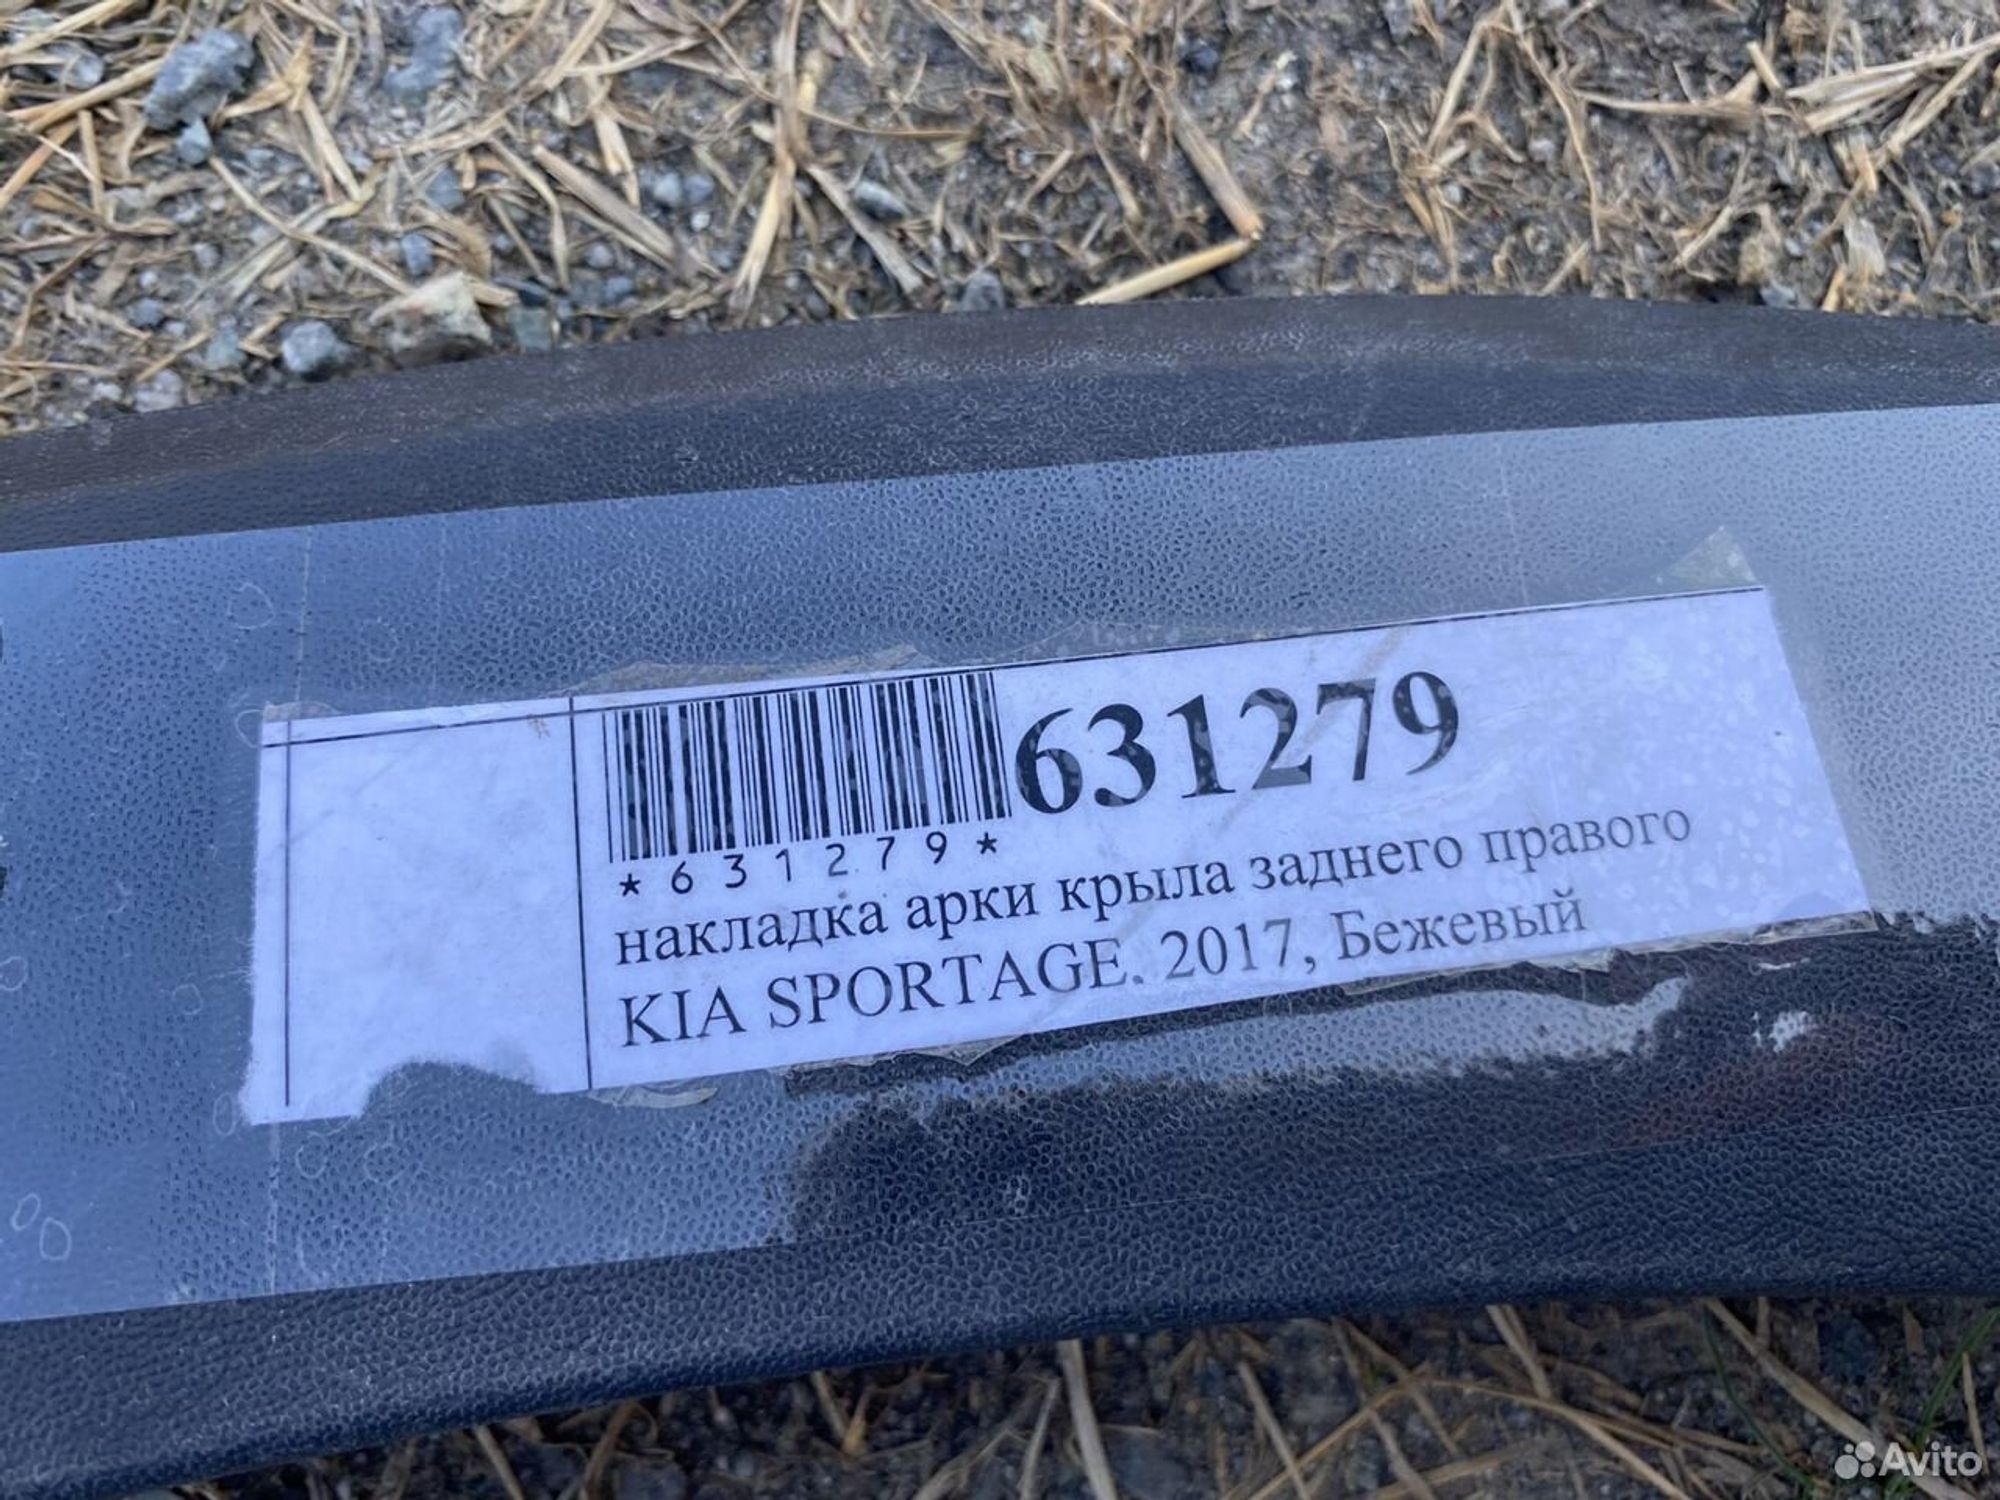 631279
*631279*
накладка арки крыла заднего правого
KIA SPORTAGE. 2017, Бежевый
Avito